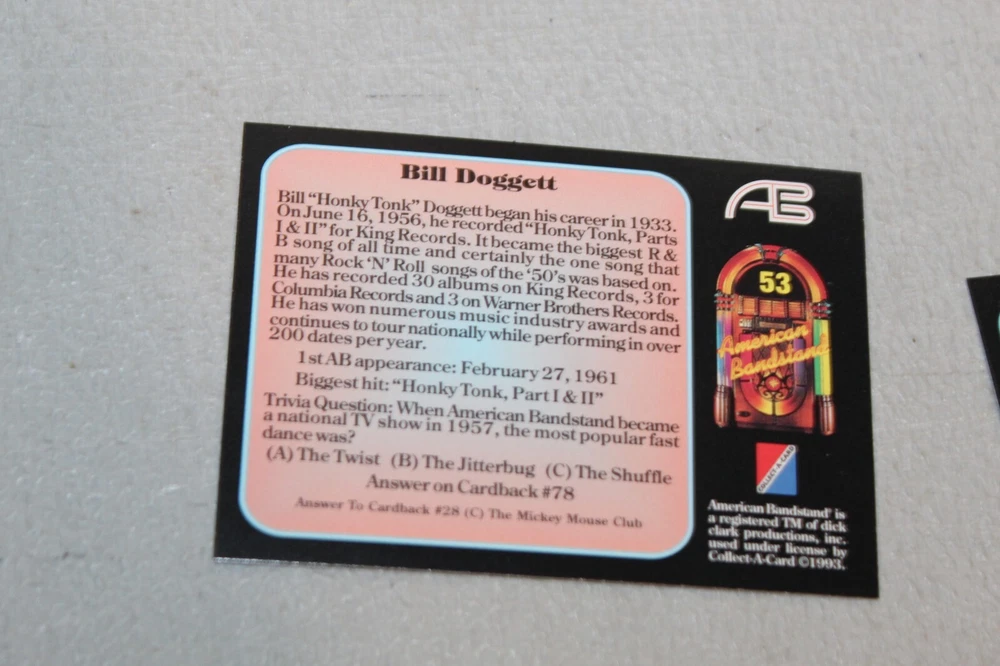 Bill Doggett
Bill “Honky Tonk” Doggett began his career in 1933.
On June 16, 1956, he recorded “Honky Tonk, Parts
I & II” for King Records. It became the biggest R &
B song of all time and certainly the one song that
many Rock ‘N’ Roll songs of the ‘50’s was based on.
He has recorded 30 albums on King Records, 3 for
Columbia Records and 3 on Warner Brothers Records.
He has won numerous music industry awards and
continues to tour nationally while performing in over
200 dates per year.
1st AB appearance: February 27, 1961
Biggest hit: “Honky Tonk, Part I & II”
Trivia Question: When American Bandstand became
a national TV show in 1957, the most popular fast
dance was?
(A) The Twist (B) The Jitterbug (C) The Shuffle
Answer on Cardback #78
Answer To Cardback #28 (C) The Mickey Mouse Club
AB
53
American
Bandstand
COLLECT-A-CARD
American Bandstand® is
a registered TM of dick
clark productions, inc.
used under license by
Collect-A-Card ©1993.